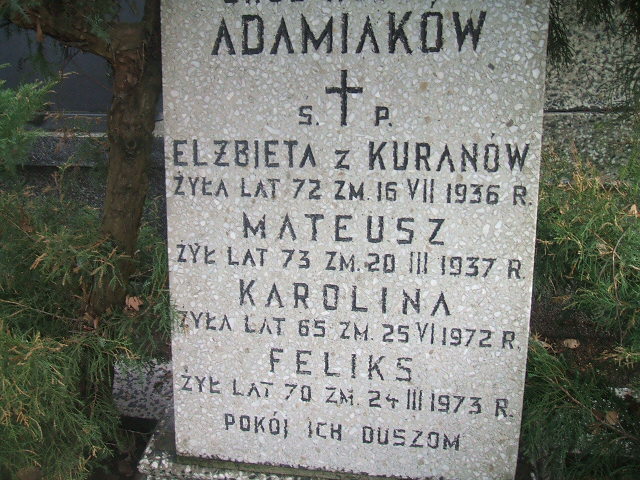 ADAMIAKÓW
Ś. P.
ELŻBIETA z KURANÓW
ŻYŁA LAT 72 ZM. 16 VII 1936 R.
MATEUSZ
ŻYŁ LAT 73 ZM. 20 III 1937 R.
KAROLINA
ŻYŁA LAT 65 ZM. 25 VI 1972 R.
FELIKS
ŻYŁ LAT 70 ZM. 24 III 1973 R.
POKÓJ ICH DUSZOM